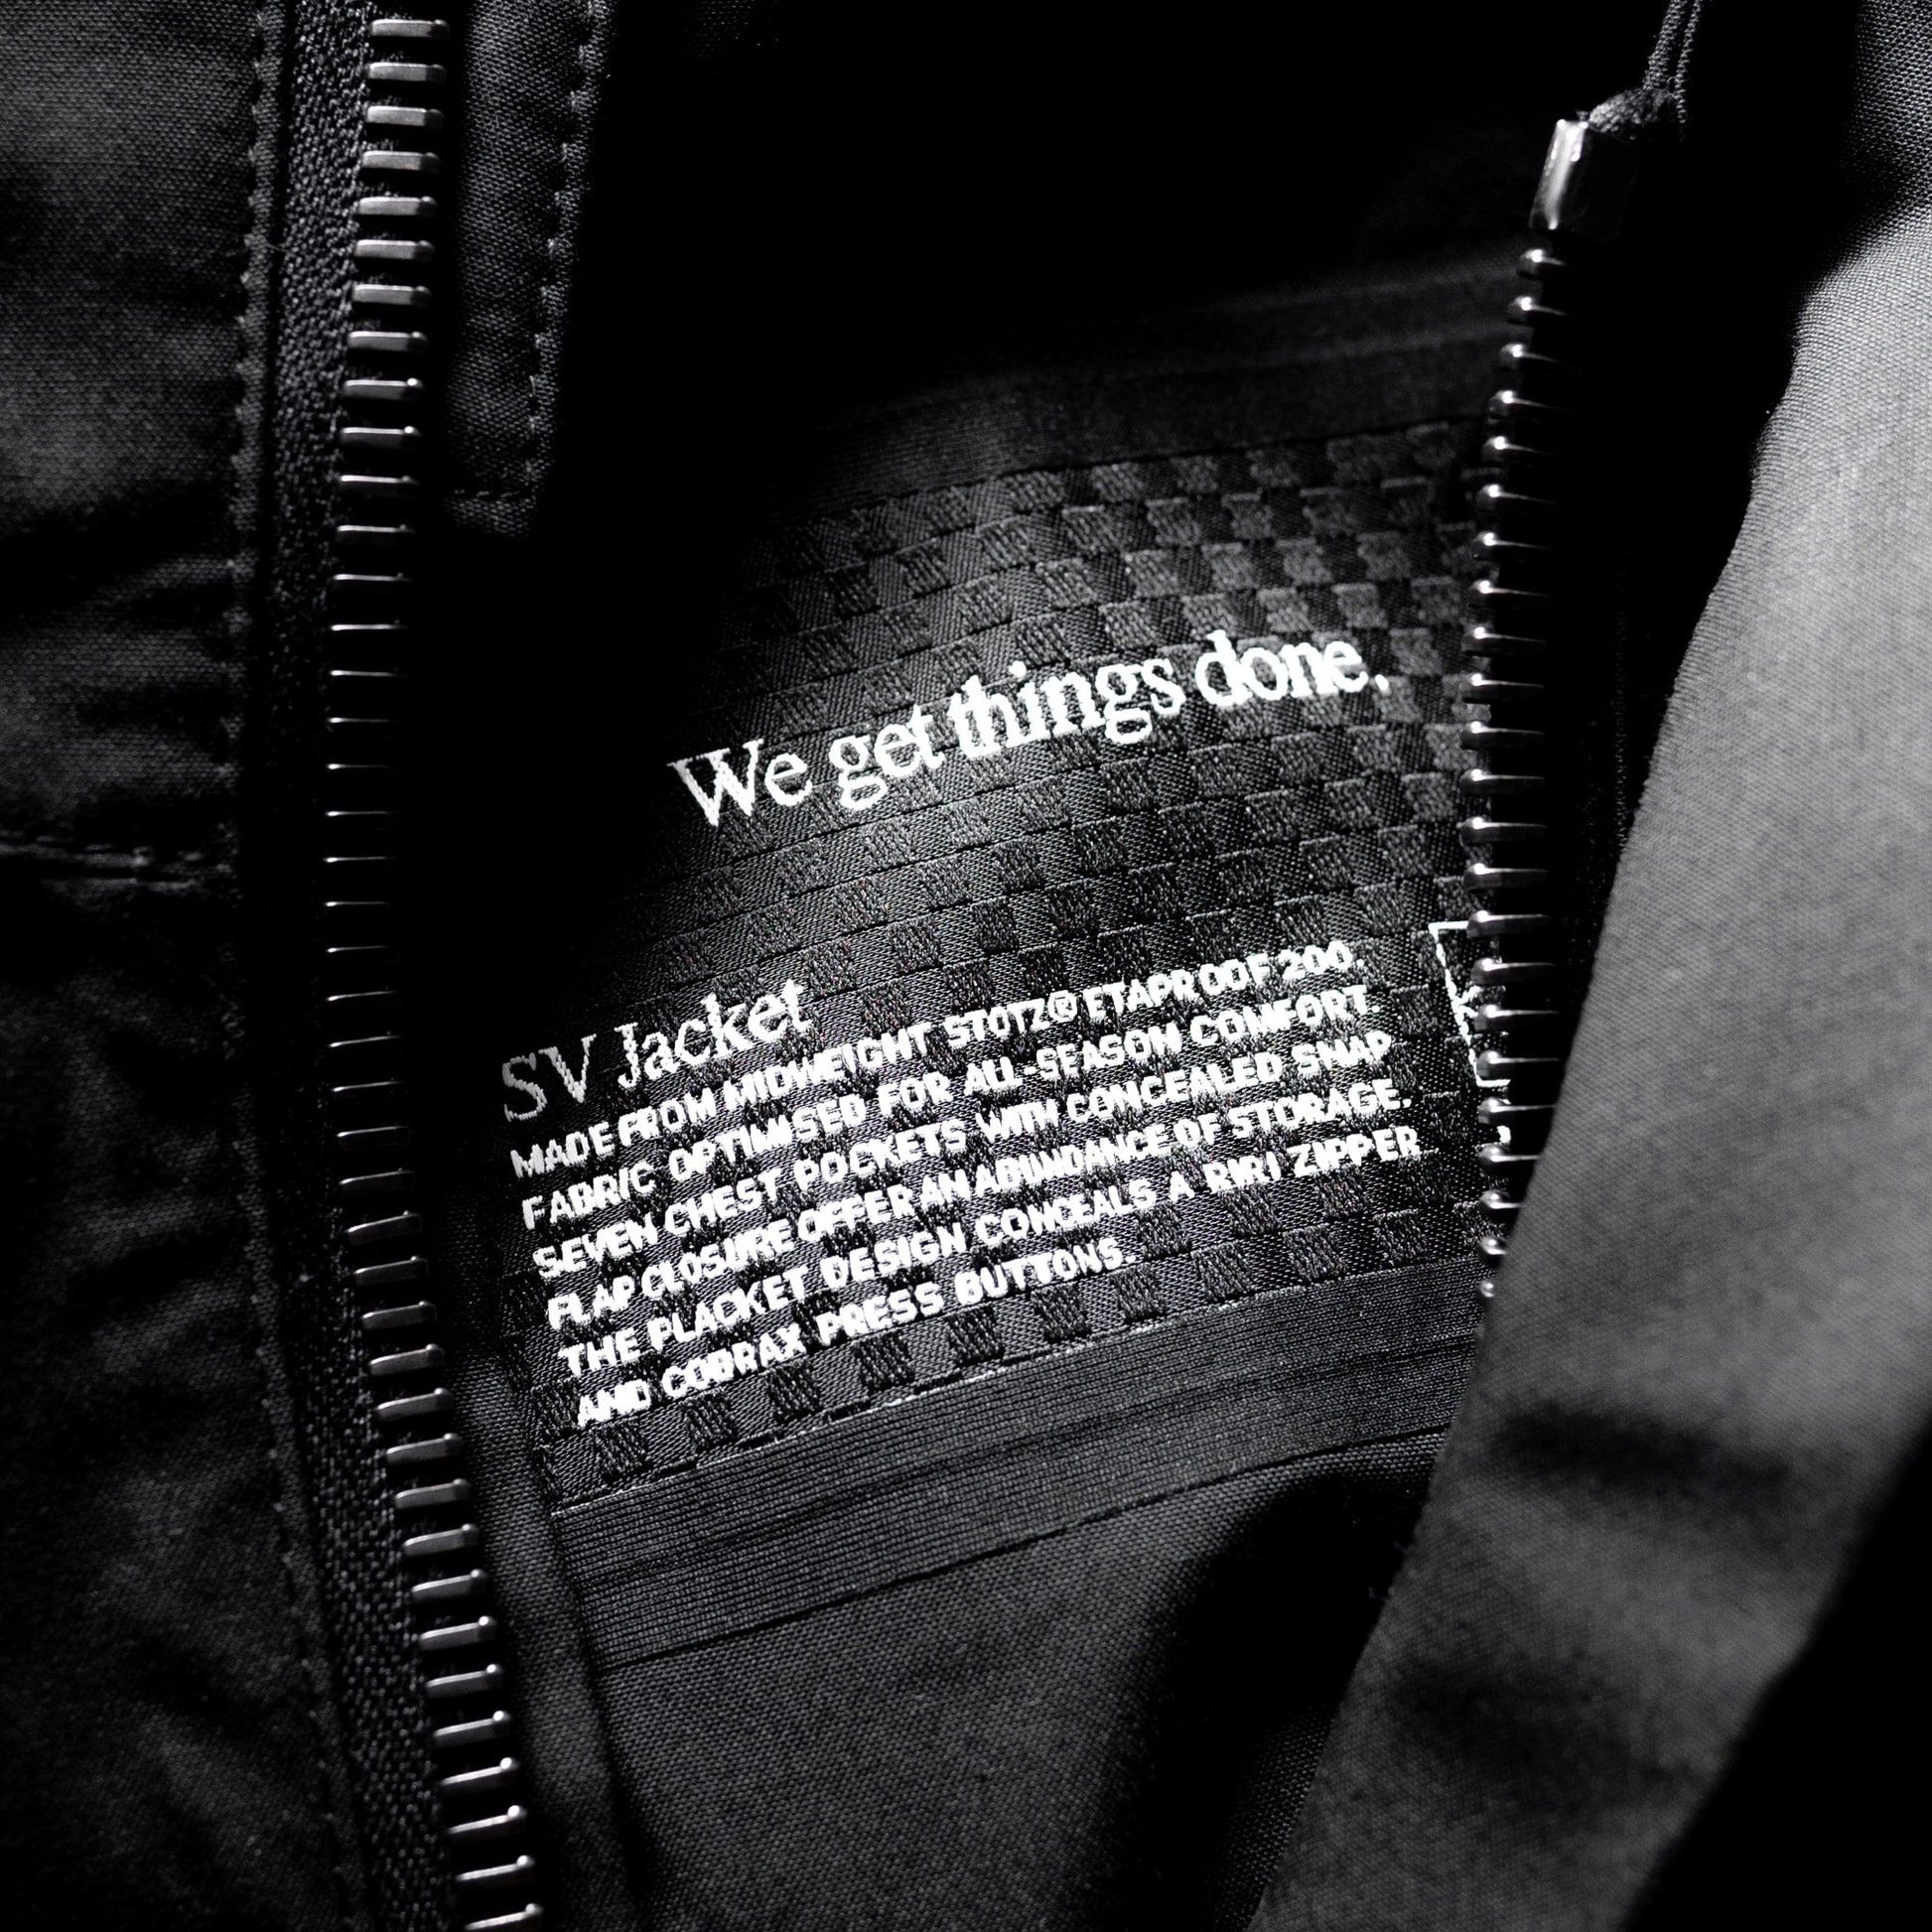 We get things done.
SV Jacket
MADE FROM MIDWEIGHT STOTZ® ETAPROOF 200.
FABRIC OPTIMISED FOR ALL-SEASON COMFORT.
SEVEN CHEST POCKETS WITH CONCEALED SNAP
FLAP CLOSURE OFFER AN ABUNDANCE OF STORAGE.
THE PLACKET DESIGN CONCEALS A RIRI ZIPPER
AND COBRAX PRESS BUTTONS.